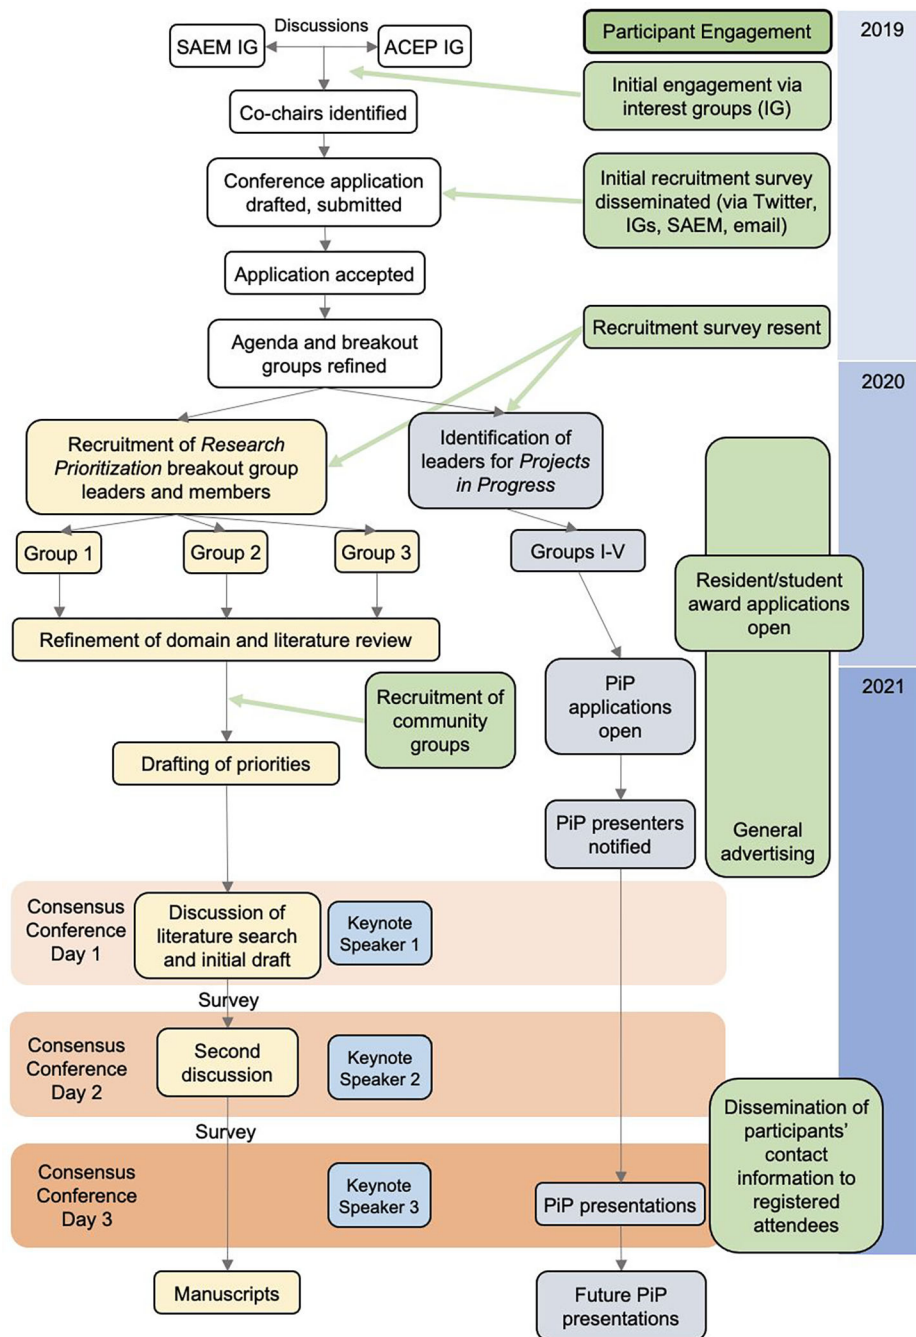 Discussions
SAEM IG
ACEP IG
Participant Engagement
2019
Initial engagement via
interest groups (IG)
Co-chairs identified
Conference application
drafted, submitted
Initial recruitment survey
disseminated (via Twitter,
IGs, SAEM, email)
Application accepted
Agenda and breakout
groups refined
Recruitment survey resent
2020
Recruitment of Research
Prioritization breakout group
leaders and members
Identification of
leaders for Projects
in Progress
Group 1
Group 2
Group 3
Groups I-V
Resident/student
award applications
open
Refinement of domain and literature review
2021
Recruitment of
community
groups
PiP
applications
open
Drafting of priorities
PiP presenters
notified
General
advertising
Consensus
Conference
Day 1
Discussion of
literature search
and initial draft
Keynote
Speaker 1
Survey
Consensus
Conference
Day 2
Second
discussion
Keynote
Speaker 2
Dissemination of
participants’
contact
information to
registered
attendees
Survey
Consensus
Conference
Day 3
Keynote
Speaker 3
PiP presentations
Manuscripts
Future PiP
presentations